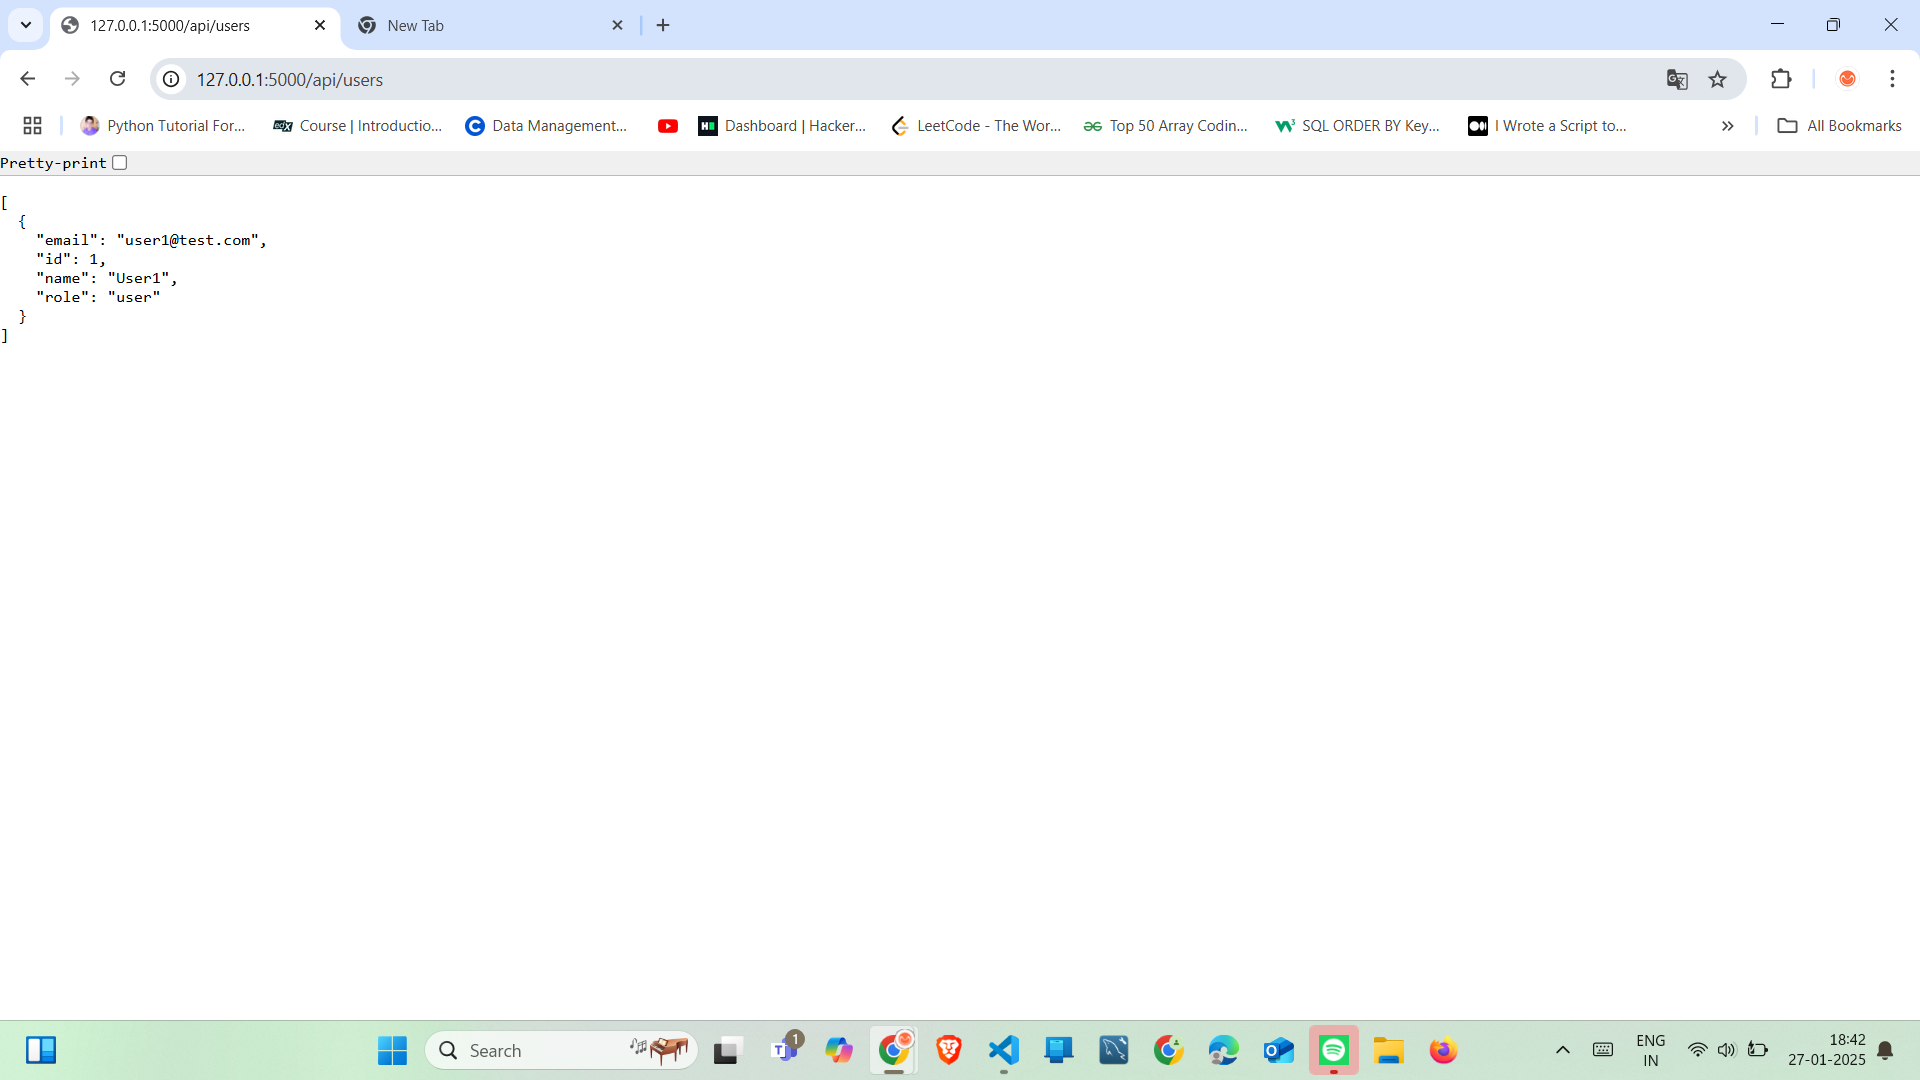 127.0.0.1:5000/api/users
New Tab
127.0.0.1:5000/api/users
Python Tutorial For...
edX
Course | Introductio...
Data Management...
Dashboard | Hacker...
LeetCode - The Wor...
Top 50 Array Codin...
SQL ORDER BY Key...
I Wrote a Script to...
All Bookmarks
Pretty-print
[
  {
    "email": "user1@test.com",
    "id": 1,
    "name": "User1",
    "role": "user"
  }
]
Search
1
ENG
IN
18:42
27-01-2025